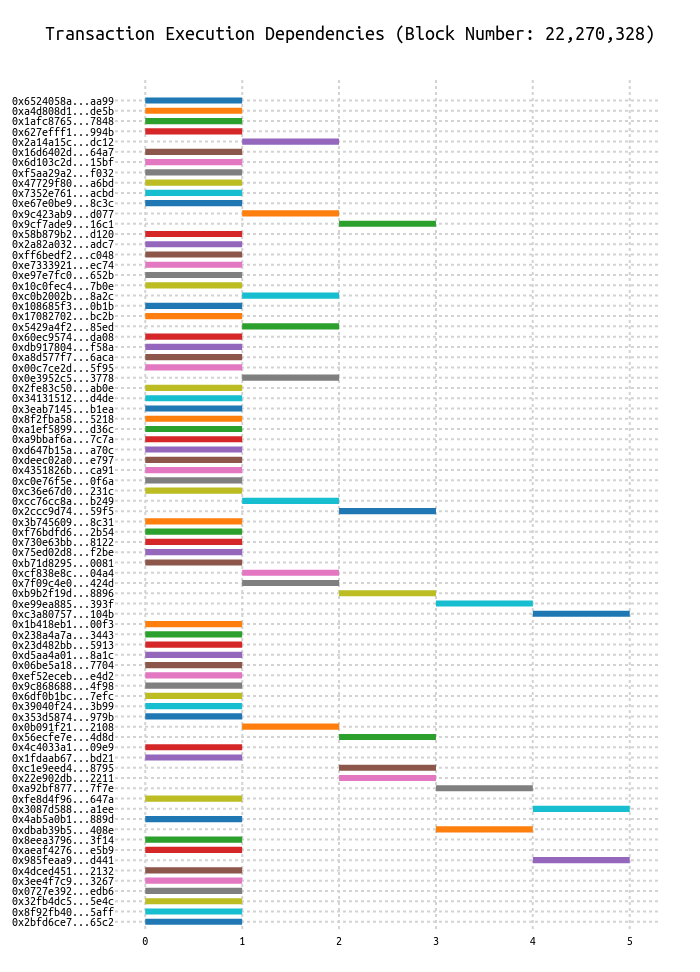 Transaction Execution Dependencies (Block Number: 22,270,328)
0x6524058a...aa99
0xa4d808d1...de5b
0x1afc8765...7848
0x627efff1...994b
0x2a14a15c...dc12
0x16d6402d...64a7
0x6d103c2d...15bf
0xf5aa29a2...f032
0x47729f80...a6bd
0x7352e761...acbd
0xe67e0be9...8c3c
0x9c423ab9...d077
0x9cf7ade9...16c1
0x58b879b2...d120
0x2a82a032...adc7
0xff6bedf2...c048
0xe7333921...ec74
0xe97e7fc0...652b
0x10c0fec4...7b0e
0xc0b2002b...8a2c
0x108685f3...0b1b
0x17082702...bc2b
0x5429a4f2...85ed
0x60ec9574...da08
0xdb917804...f58a
0xa8d577f7...6aca
0x00c7ce2d...5f95
0x0e3952c5...3778
0x2fe83c50...ab0e
0x34131512...d4de
0x3eab7145...b1ea
0x8f2fba58...5218
0xa1ef5899...d36c
0xa9bbaf6a...7c7a
0xd647b15a...a70c
0xdeec02a0...e797
0x4351826b...ca91
0xc0e76f5e...0f6a
0xc36e67d0...231c
0xcc76cc8a...b249
0x2ccc9d74...59f5
0x3b745609...8c31
0xf76bdfd6...2b54
0x730e63bb...8122
0x75ed02d8...f2be
0xb71d8295...0081
0xcf838e8c...04a4
0x7f09c4e0...424d
0xb9b2f19d...8896
0xe99ea885...393f
0xc3a80757...104b
0x1b418eb1...00f3
0x238a4a7a...3443
0x23d482bb...5913
0xd5aa4a01...8a1c
0x06be5a18...7704
0xef52eceb...e4d2
0x9c868688...4f98
0x6df0b1bc...7efc
0x39040f24...3b99
0x353d5874...979b
0x0b091f21...2108
0x56ecfe7e...4d8d
0x4c4033a1...09e9
0x1fdaab67...bd21
0xc1e9eed4...8795
0x22e902db...2211
0xa92bf877...7f7e
0xfe8d4f96...647a
0x3087d588...a1ee
0x4ab5a0b1...889d
0xdbab39b5...408e
0x8eea3796...3f14
0xaeaf4276...e5b9
0x985feaa9...d441
0x4dced451...2132
0x3ee4f7c9...3267
0x0727e392...edb6
0x32fb4dc5...5e4c
0x8f92fb40...5aff
0x2bfd6ce7...65c2
0 1 2 3 4 5